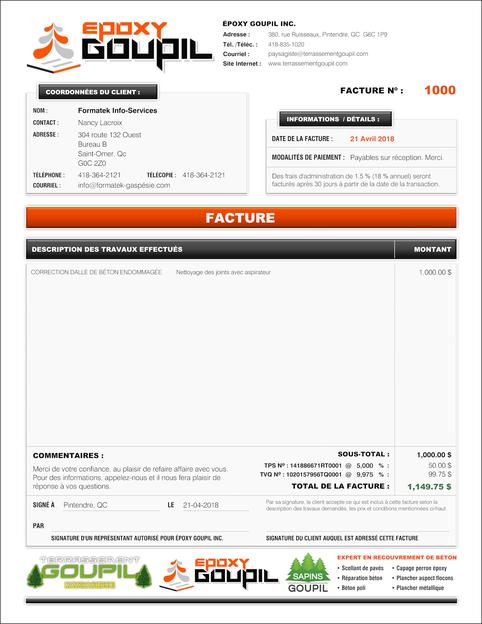 EPOXY
GOUPIL
ÉPOXY GOUPIL INC.
Adresse : 380, rue Ruisseaux, Pintendre, QC G6C 1P9
Tél. /Téléc. : 418-835-1020
Courriel : paysagiste@terrassementgoupil.com
Site Internet : www.terrassementgoupil.com
COORDONNÉES DU CLIENT :
FACTURE Nº : 1000
NOM : Formatek Info-Services
CONTACT : Nancy Lacroix
ADRESSE : 304 route 132 Ouest
Bureau B
Saint-Omer, Qc
G0C 2Z0
TÉLÉPHONE : 418-364-2121 TÉLÉCOPIE : 418-364-2121
COURRIEL : info@formatek-gaspésie.com
INFORMATIONS / DÉTAILS :
DATE DE LA FACTURE : 21 Avril 2018
MODALITÉS DE PAIEMENT : Payables sur réception. Merci.
Des frais d'administration de 1.5 % (18 % annuel) seront
facturés après 30 jours à partir de la date de la transaction.
FACTURE
DESCRIPTION DES TRAVAUX EFFECTUÉS MONTANT
CORRECTION DALLE DE BÉTON ENDOMMAGÉE Nettoyage des joints avec aspirateur 1.000.00 $
COMMENTAIRES :
Merci de votre confiance, au plaisir de refaire affaire avec vous.
Pour des informations, appelez-nous et il nous fera plaisir de
réponse à vos questions.
SOUS-TOTAL : 1,000.00 $
TPS Nº : 141886671RT0001 @ 5,000 % : 50.00 $
TVQ Nº : 1020157956TQ0001 @ 9,975 % : 99.75 $
TOTAL DE LA FACTURE : 1,149.75 $
SIGNÉ À Pintendre, QC LE 21-04-2018
Par sa signature, le client accepte ce qui est inclus à cette facture selon la
description des travaux demandés, les prix et conditions mentionnées ci-haut
PAR
SIGNATURE D'UN REPRÉSENTANT AUTORISÉ POUR ÉPOXY GOUPIL INC.
SIGNATURE DU CLIENT AUQUEL EST ADRESSÉ CETTE FACTURE
TERRASSEMENT
GOUPIL
EPOXY
GOUPIL
SAPINS
GOUPIL
EXPERT EN RECOUVREMENT DE BÉTON
• Scellant de pavés • Capage perron époxy
• Réparation béton • Plancher aspect flocons
• Béton poli • Plancher métallique